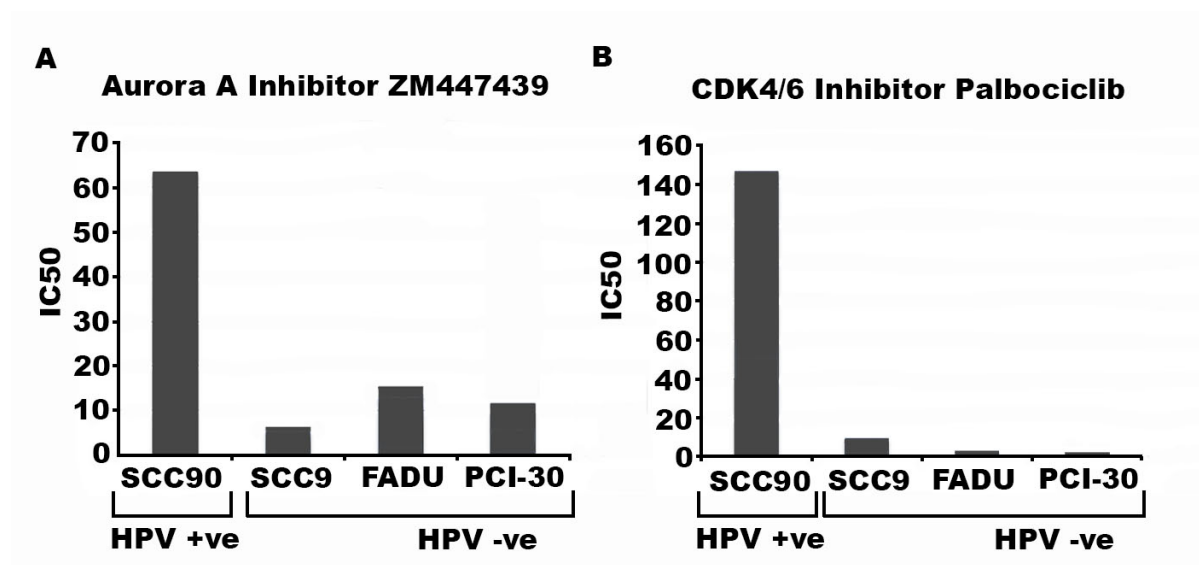 A
Aurora A Inhibitor ZM447439
IC50
70
60
50
40
30
20
10
0
SCC90 SCC9 FADU PCI-30
HPV +ve HPV -ve
B
CDK4/6 Inhibitor Palbociclib
IC50
160
140
120
100
80
60
40
20
0
SCC90 SCC9 FADU PCI-30
HPV +ve HPV -ve